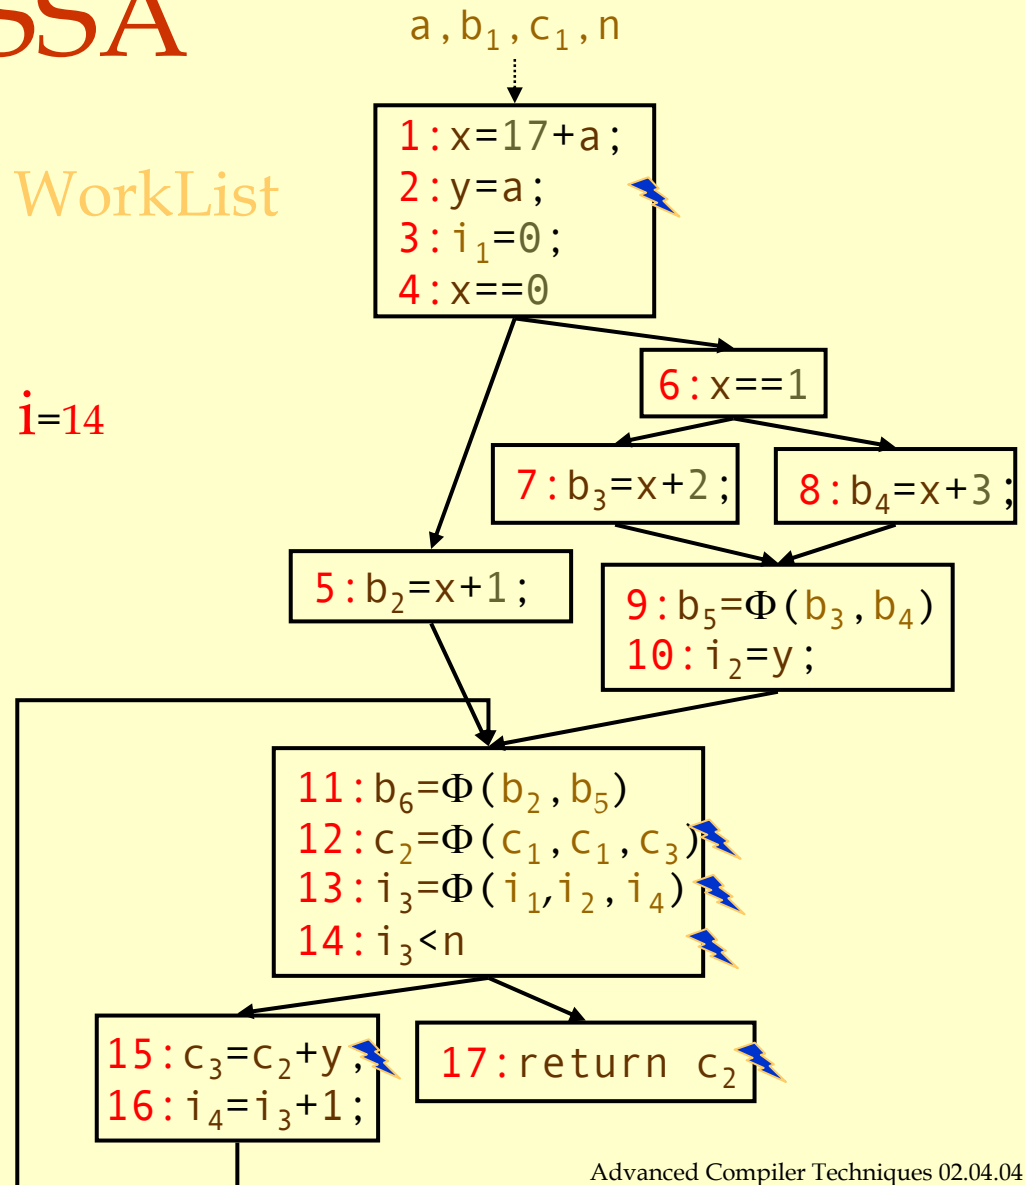 SSA
a,b₁,c₁,n
WorkList
i=14
1:x=17+a;
2:y=a;
3:i₁=0;
4:x==0
6:x==1
7:b₃=x+2;
8:b₄=x+3;
5:b₂=x+1;
9:b₅=Φ(b₃,b₄)
10:i₂=y;
11:b₆=Φ(b₂,b₅)
12:c₂=Φ(c₁,c₁,c₃)
13:i₃=Φ(i₁,i₂,i₄)
14:i₃<n
15:c₃=c₂+y;
16:i₄=i₃+1;
17:return c₂
Advanced Compiler Techniques 02.04.04